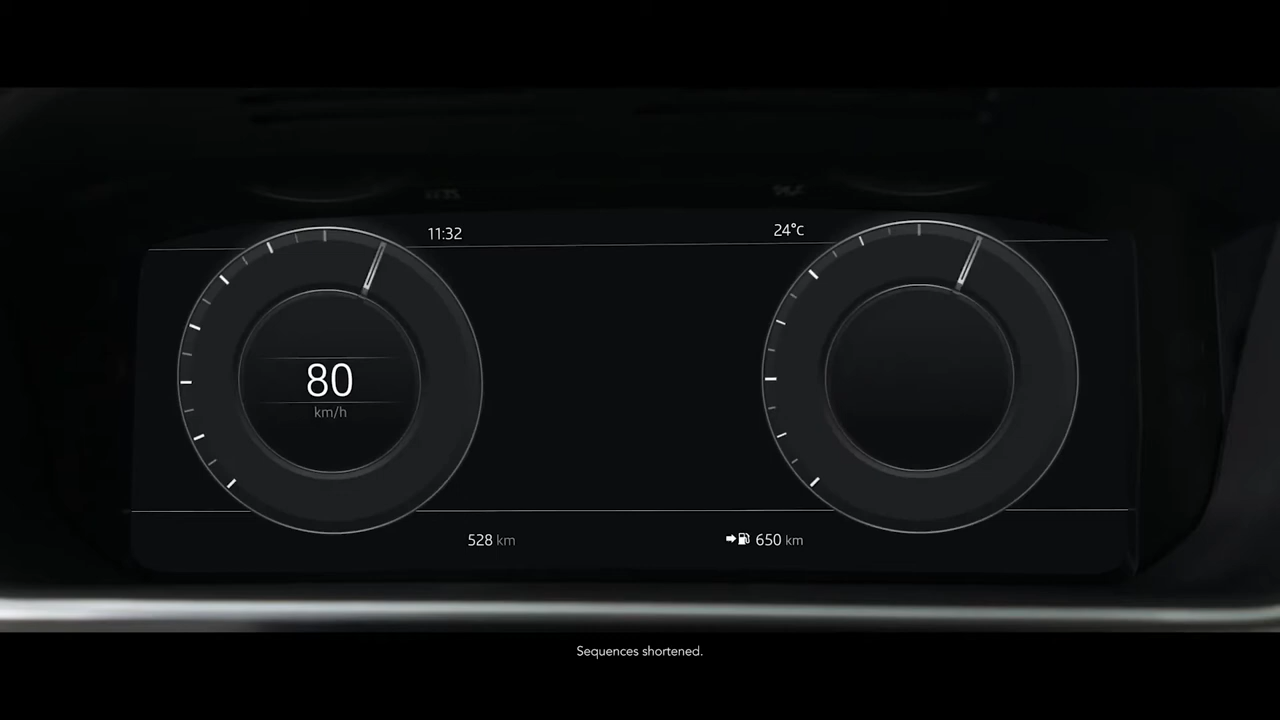 11:32
24°c
80
km/h
528 km
650 km
Sequences shortened.